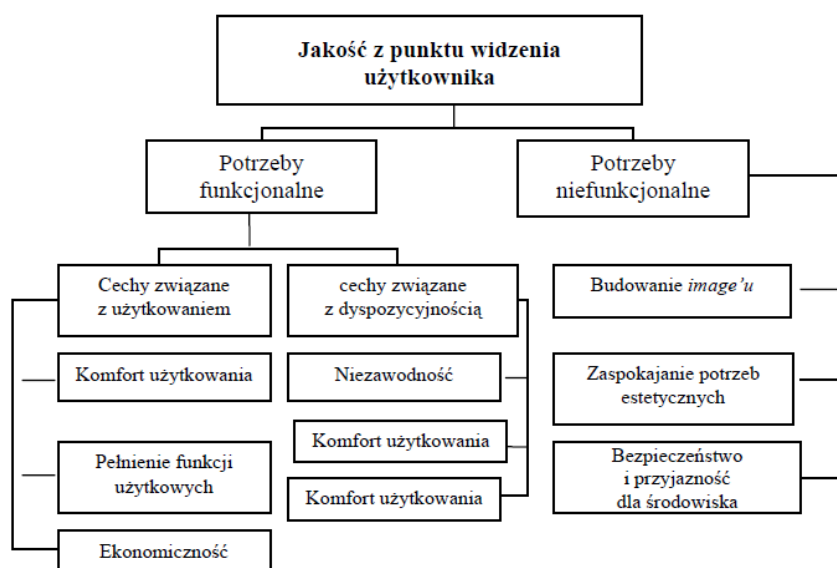 Jakość z punktu widzenia
użytkownika
Potrzeby
funkcjonalne
Potrzeby
niefunkcjonalne
Cechy związane
z użytkowaniem
cechy związane
z dyspozycyjnością
Budowanie image’u
Komfort użytkowania
Niezawodność
Zaspokajanie potrzeb
estetycznych
Komfort użytkowania
Pełnienie funkcji
użytkowych
Bezpieczeństwo
i przyjazność
dla środowiska
Komfort użytkowania
Ekonomiczność